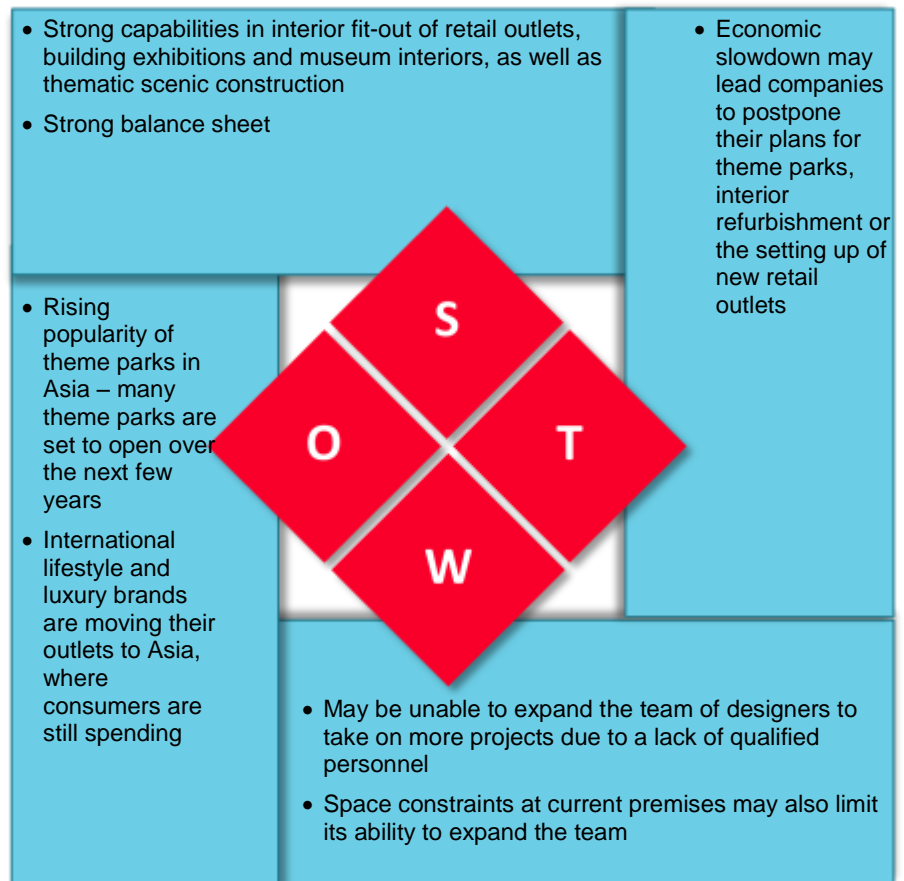 • Strong capabilities in interior fit-out of retail outlets,
building exhibitions and museum interiors, as well as
thematic scenic construction
• Strong balance sheet
• Economic
slowdown may
lead companies
to postpone
their plans for
theme parks,
interior
refurbishment or
the setting up of
new retail
outlets
S
O
T
W
• Rising
popularity of
theme parks in
Asia – many
theme parks are
set to open over
the next few
years
• International
lifestyle and
luxury brands
are moving their
outlets to Asia,
where
consumers are
still spending
• May be unable to expand the team of designers to
take on more projects due to a lack of qualified
personnel
• Space constraints at current premises may also limit
its ability to expand the team